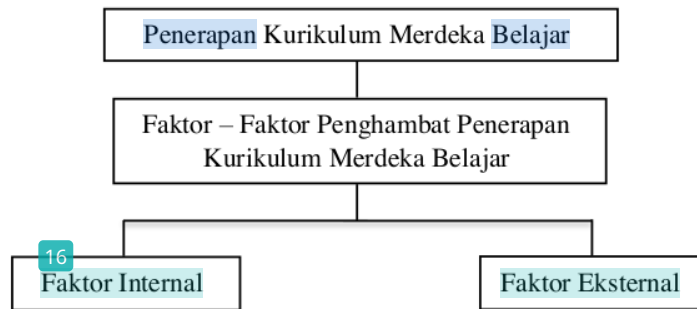 Penerapan Kurikulum Merdeka Belajar
Faktor – Faktor Penghambat Penerapan
Kurikulum Merdeka Belajar
16
Faktor Internal
Faktor Eksternal